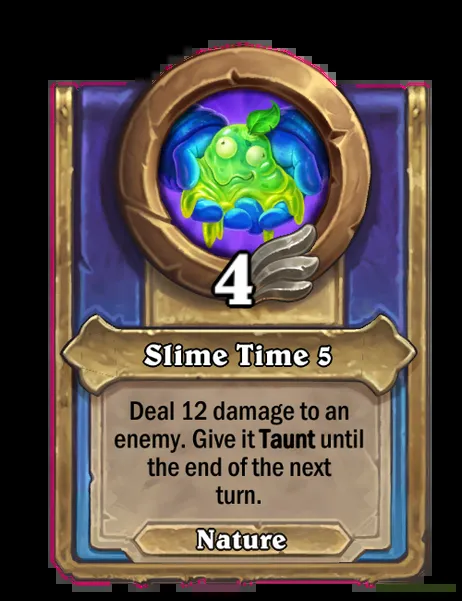 4
Slime Time 5
Deal 12 damage to an
enemy. Give it Taunt until
the end of the next
turn.
Nature